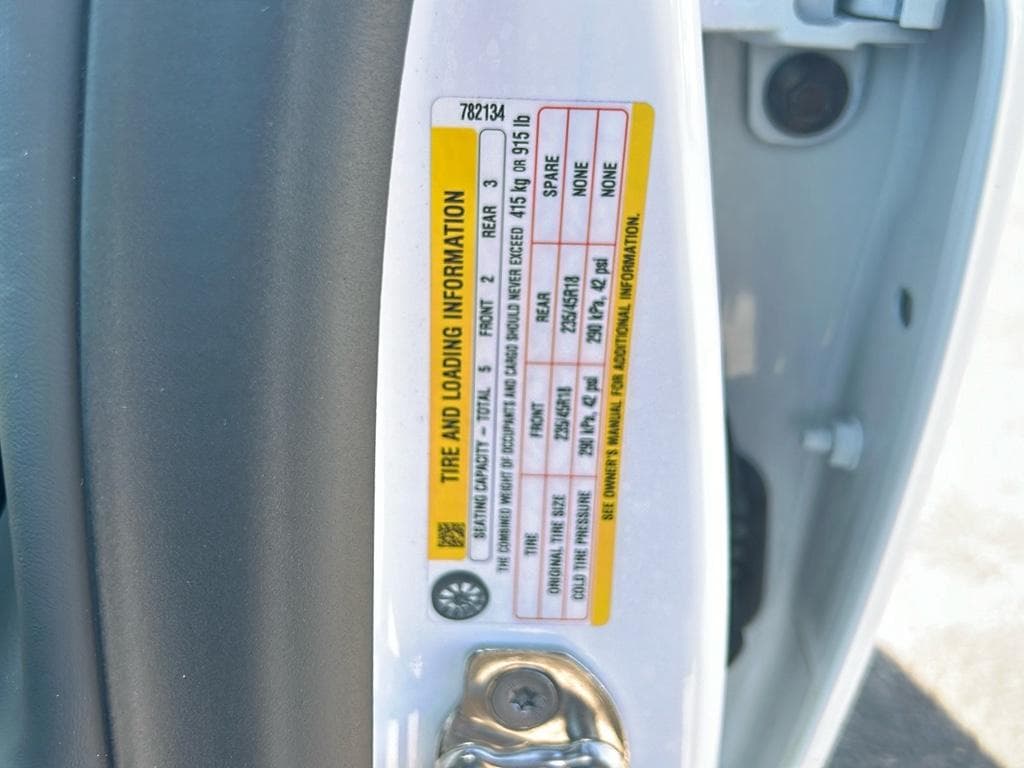 782134
TIRE AND LOADING INFORMATION
SEATING CAPACITY – TOTAL 5 FRONT 2 REAR 3
THE COMBINED WEIGHT OF OCCUPANTS AND CARGO SHOULD NEVER EXCEED 415 kg OR 915 lb
TIRE FRONT REAR SPARE
ORIGINAL TIRE SIZE 235/45R18 235/45R18 NONE
COLD TIRE PRESSURE 290 kPa, 42 psi 290 kPa, 42 psi NONE
SEE OWNER'S MANUAL FOR ADDITIONAL INFORMATION.